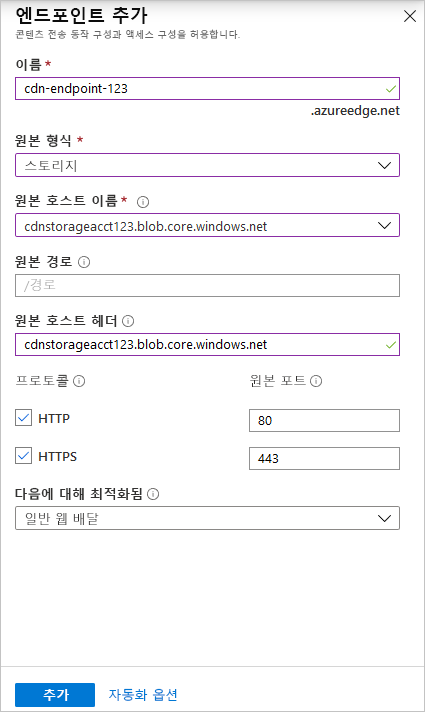 엔드포인트 추가
콘텐츠 전송 동작 구성과 액세스 구성을 허용합니다.
이름 *
cdn-endpoint-123
.azureedge.net
원본 형식 *
스토리지
원본 호스트 이름 *
cdnstorageacct123.blob.core.windows.net
원본 경로
/경로
원본 호스트 헤더
cdnstorageacct123.blob.core.windows.net
프로토콜 원본 포트
HTTP 80
HTTPS 443
다음에 대해 최적화됨
일반 웹 배달
추가 자동화 옵션